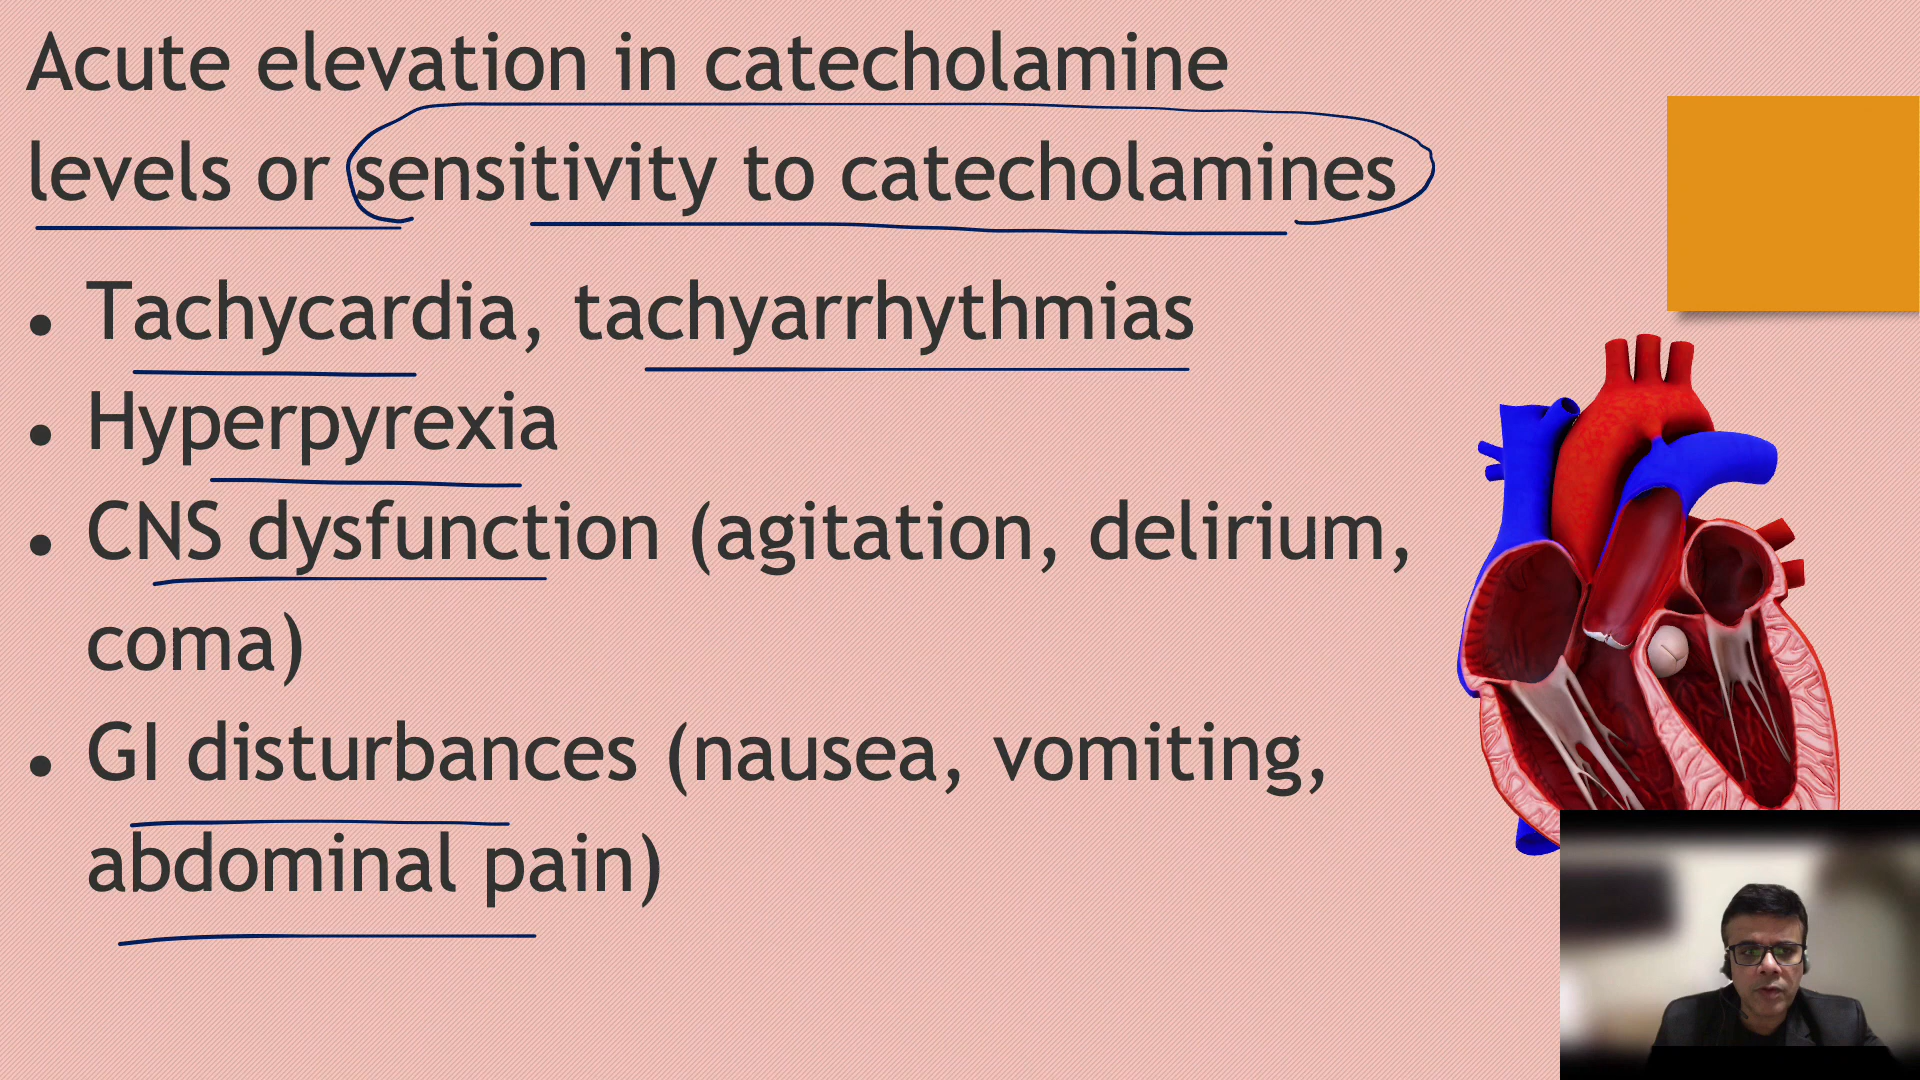 Acute elevation in catecholamine
levels or sensitivity to catecholamines
• Tachycardia, tachyarrhythmias
• Hyperpyrexia
• CNS dysfunction (agitation, delirium,
coma)
• GI disturbances (nausea, vomiting,
abdominal pain)